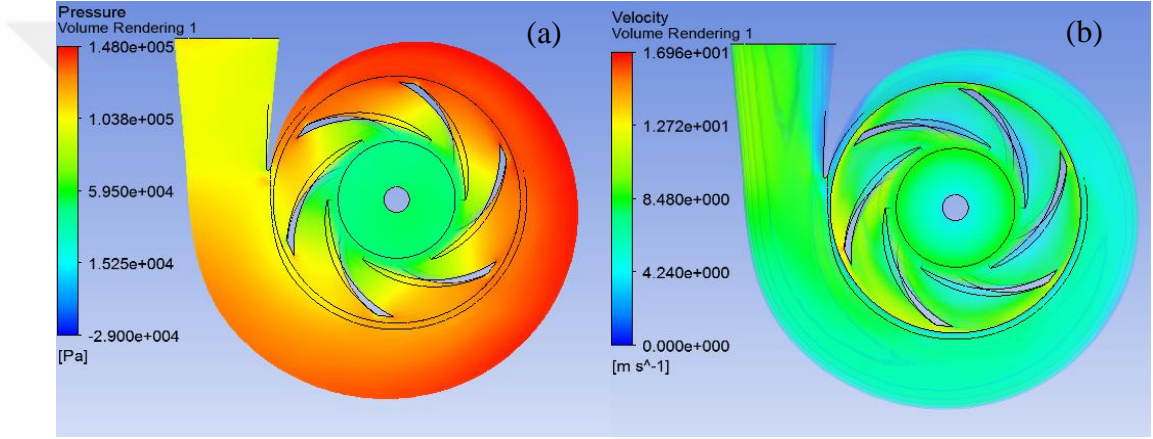 Pressure
Volume Rendering 1
1.480e+005
1.038e+005
5.950e+004
1.525e+004
-2.900e+004
[Pa]
(a)
Velocity
Volume Rendering 1
1.696e+001
1.272e+001
8.480e+000
4.240e+000
0.000e+000
[m s^-1]
(b)